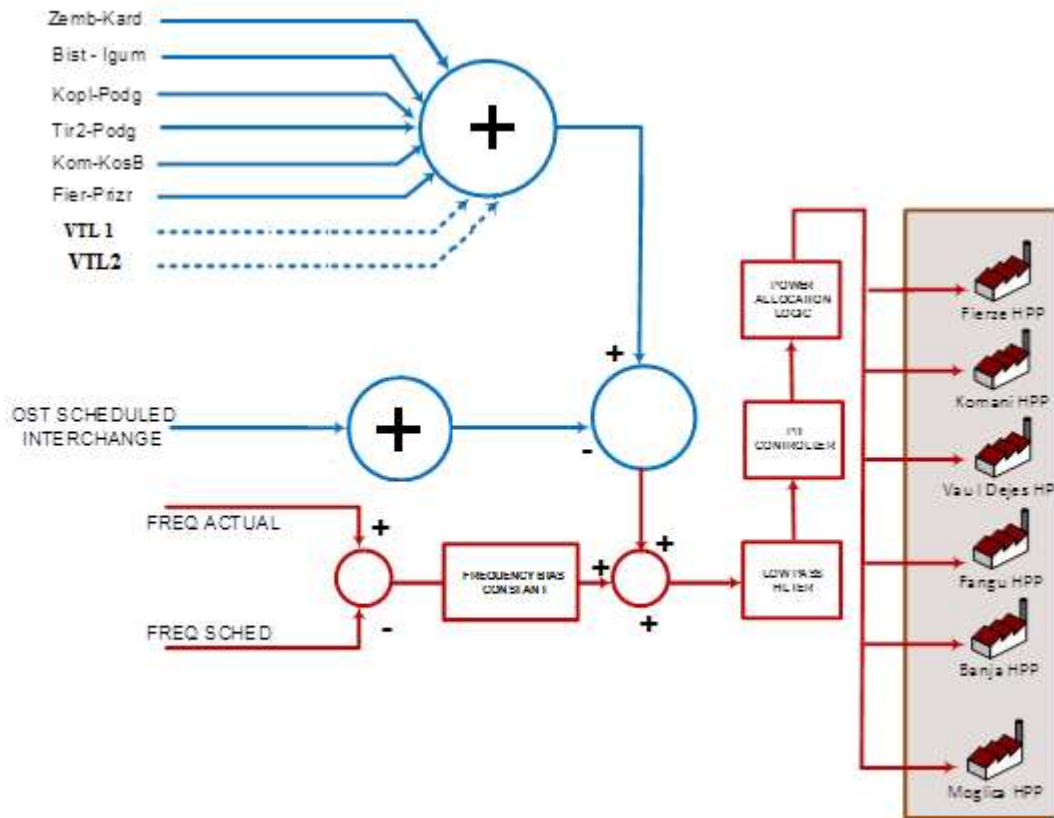 Zemb-Kard
Bist - Igum
Kopl-Podg
Tir2-Podg
Kom-KosB
Fier-Prizr
VTL 1
VTL2
+
+
OST SCHEDULED
INTERCHANGE
+
-
FREQ ACTUAL
+
FREQ SCHED
-
FREQUENCY BIAS
CONSTANT
+
+
+
LOW PASS
FILTER
CONTROLLER
POWER
ALLOCATION
LOGIC
Fierze HPP
Komani HPP
Vau I Dejes HP
Fangu HPP
Banja HPP
Moglica HPP